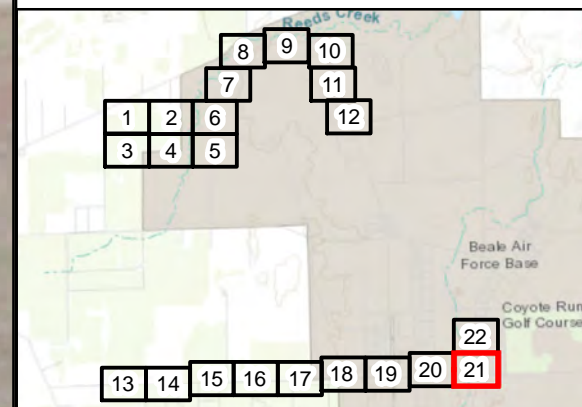 Reeds Creek
8 9 10
7 11
1 2 6 12
3 4 5
Beale Air
Force Base
Coyote Run
Golf Course
22
13 14 15 16 17 18 19 20 21